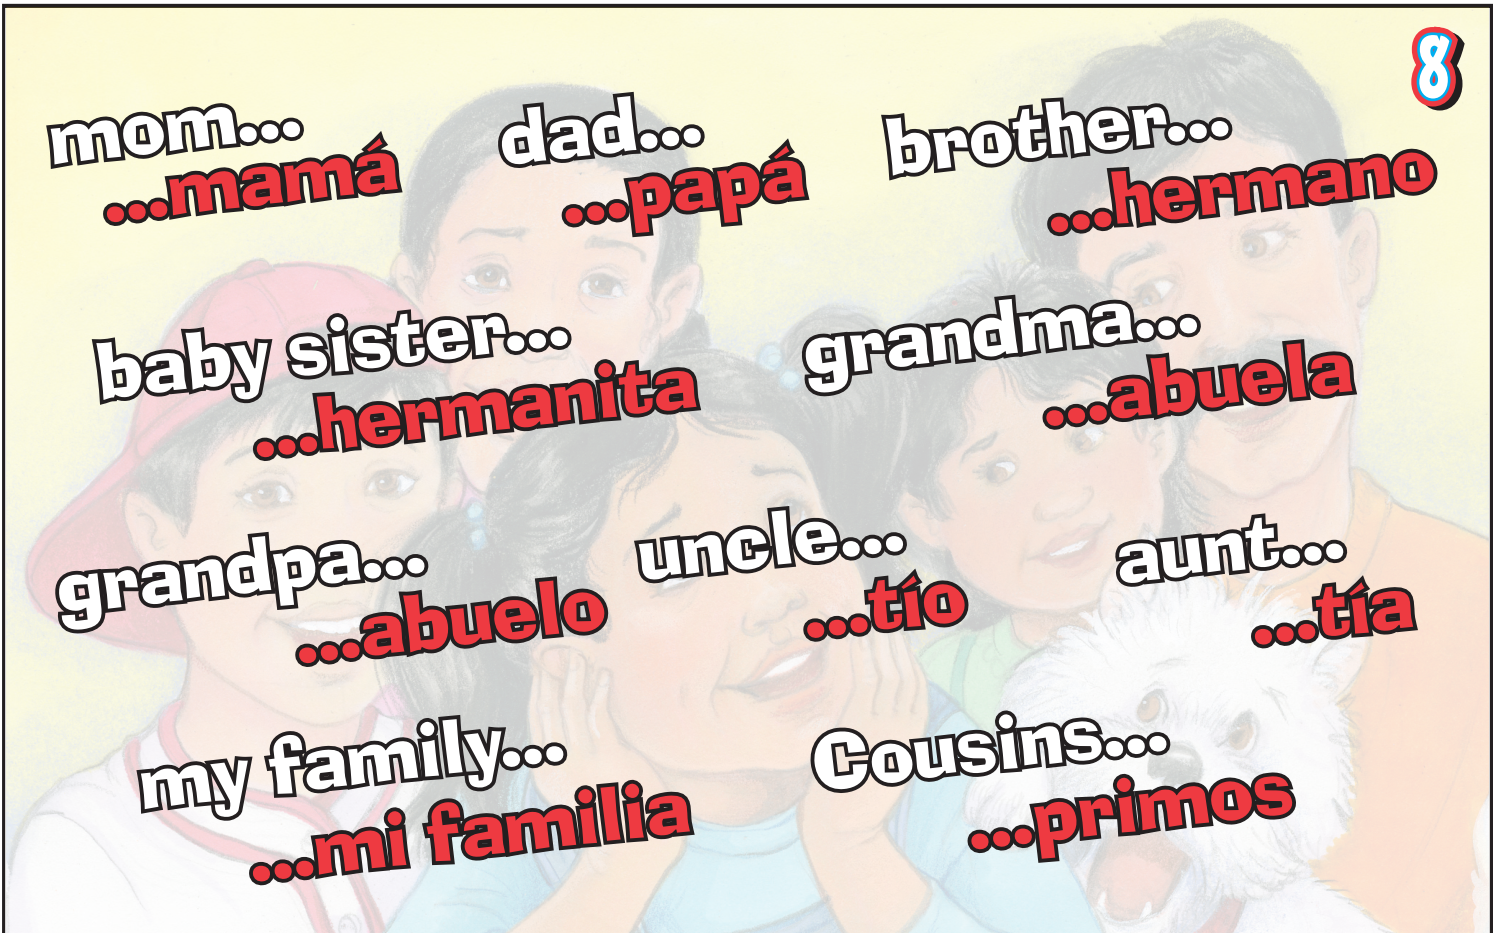 8
mom...
...mamá
dad...
...papá
brother...
...hermano
baby sister...
...hermanita
grandma...
...abuela
grandpa...
...abuelo
uncle...
...tío
aunt...
...tía
my family...
...mi familia
Cousins...
...primos